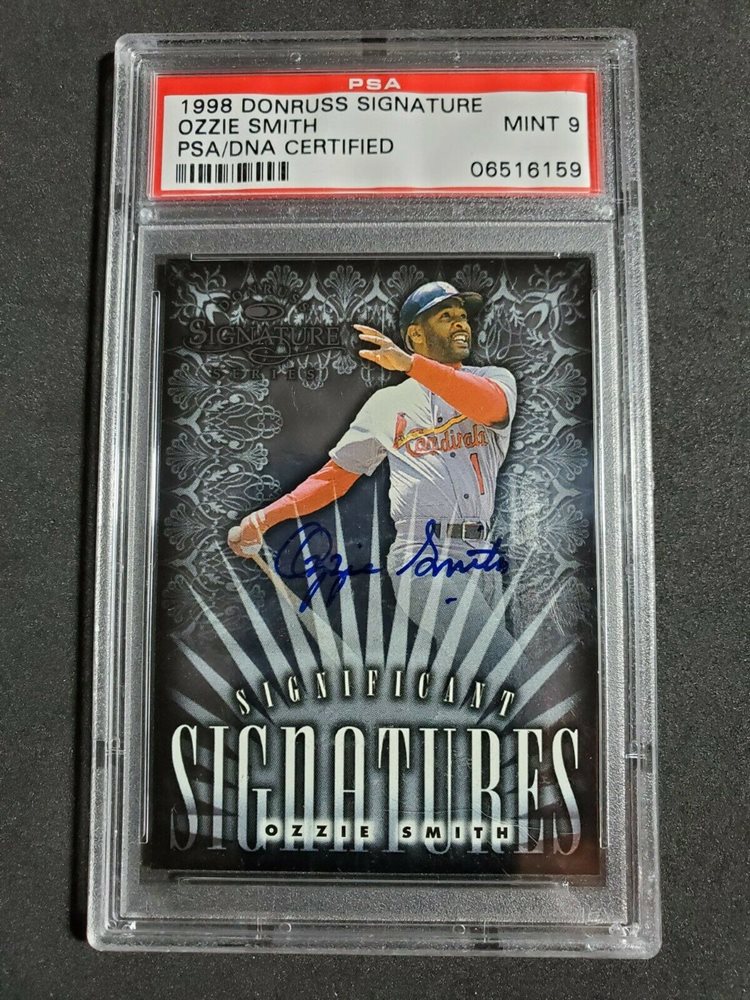 PSA
1998 DONRUSS SIGNATURE
OZZIE SMITH MINT 9
PSA/DNA CERTIFIED
06516159
DONRUSS
SIGNATURE
SERIES
Cardinals
1
Ozzie Smith
SIGNIFICANT
SIGNATURES
OZZIE SMITH